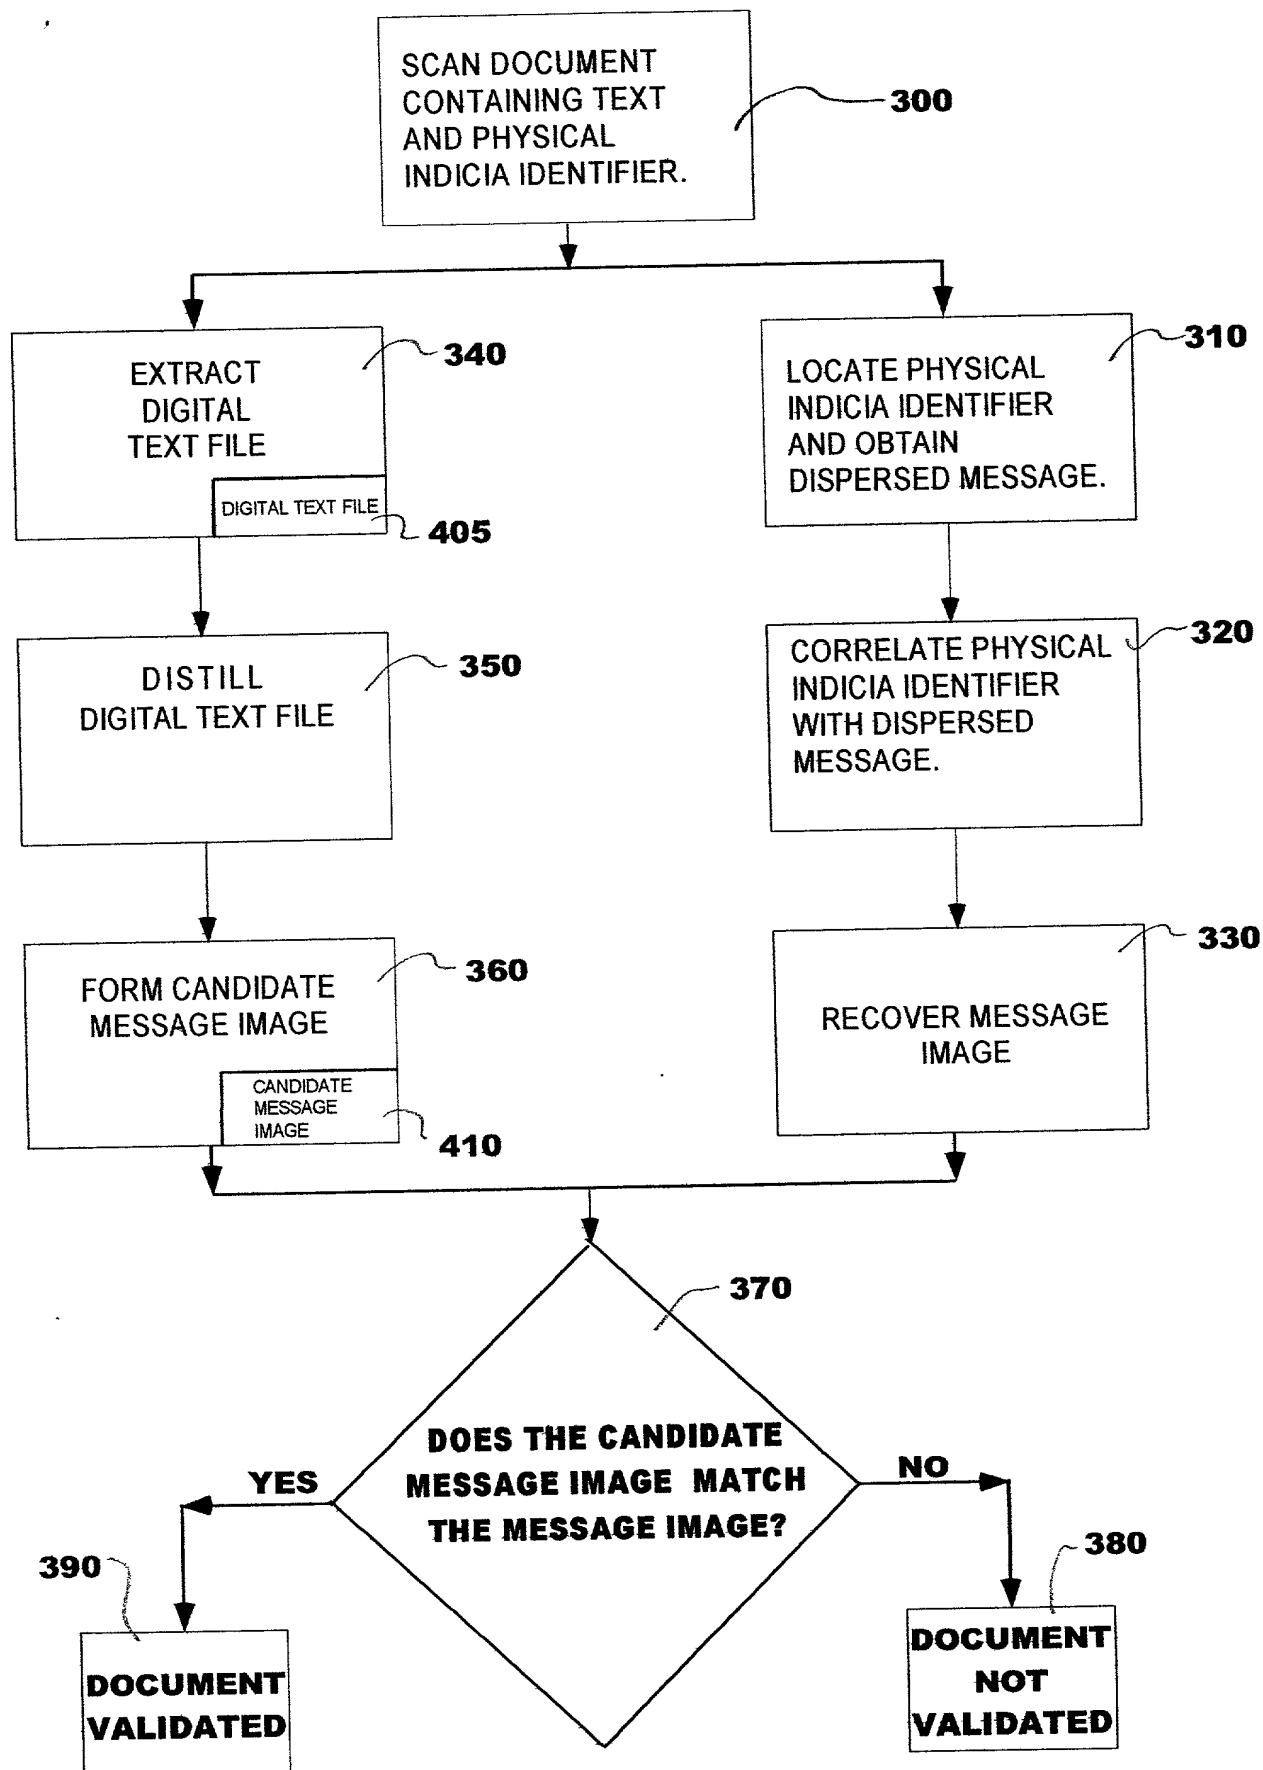 SCAN DOCUMENT
CONTAINING TEXT
AND PHYSICAL
INDICIA IDENTIFIER.
300
EXTRACT
DIGITAL
TEXT FILE
340
DIGITAL TEXT FILE
405
LOCATE PHYSICAL
INDICIA IDENTIFIER
AND OBTAIN
DISPERSED MESSAGE.
310
DISTILL
DIGITAL TEXT FILE
350
CORRELATE PHYSICAL
INDICIA IDENTIFIER
WITH DISPERSED
MESSAGE.
320
FORM CANDIDATE
MESSAGE IMAGE
360
CANDIDATE
MESSAGE
IMAGE
410
RECOVER MESSAGE
IMAGE
330
370
DOES THE CANDIDATE
MESSAGE IMAGE MATCH
THE MESSAGE IMAGE?
YES
NO
390
DOCUMENT
VALIDATED
380
DOCUMENT
NOT
VALIDATED